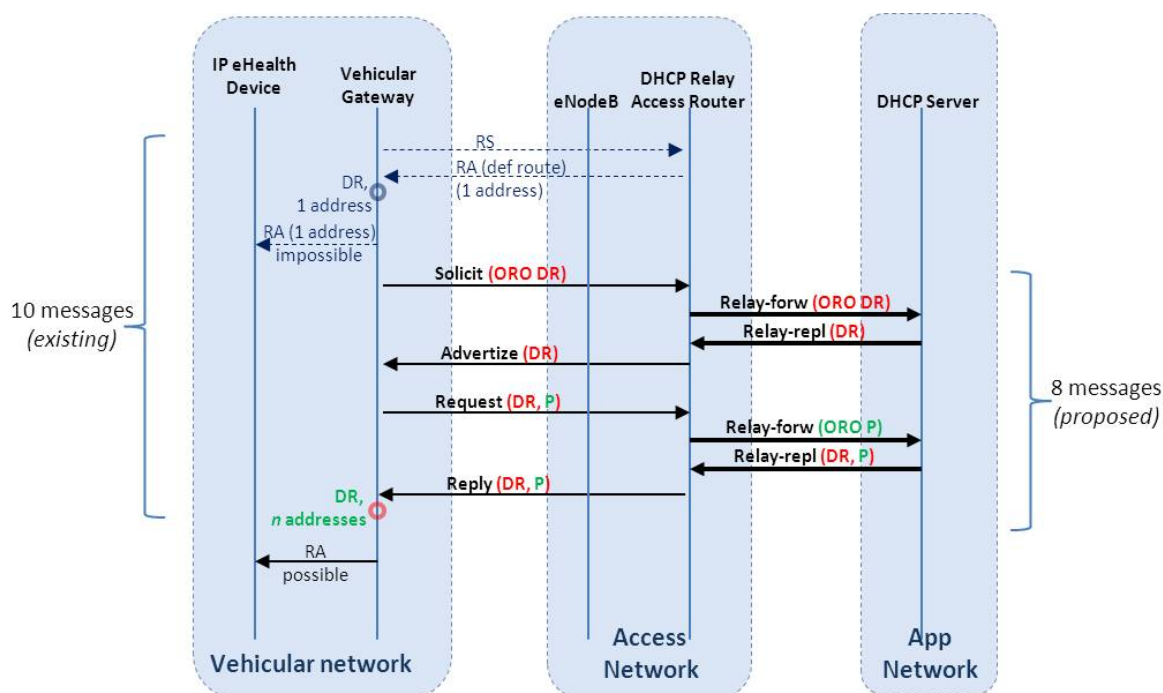 IP eHealth
Device
Vehicular
Gateway
eNodeB
DHCP Relay
Access Router
DHCP Server
RS
RA (def route)
(1 address)
DR,
1 address
RA (1 address)
impossible
Solicit (ORO DR)
Relay-forw (ORO DR)
Relay-repl (DR)
Advertize (DR)
Request (DR, P)
Relay-forw (ORO P)
Relay-repl (DR, P)
Reply (DR, P)
DR,
n addresses
RA
possible
10 messages
(existing)
8 messages
(proposed)
Vehicular network
Access
Network
App
Network